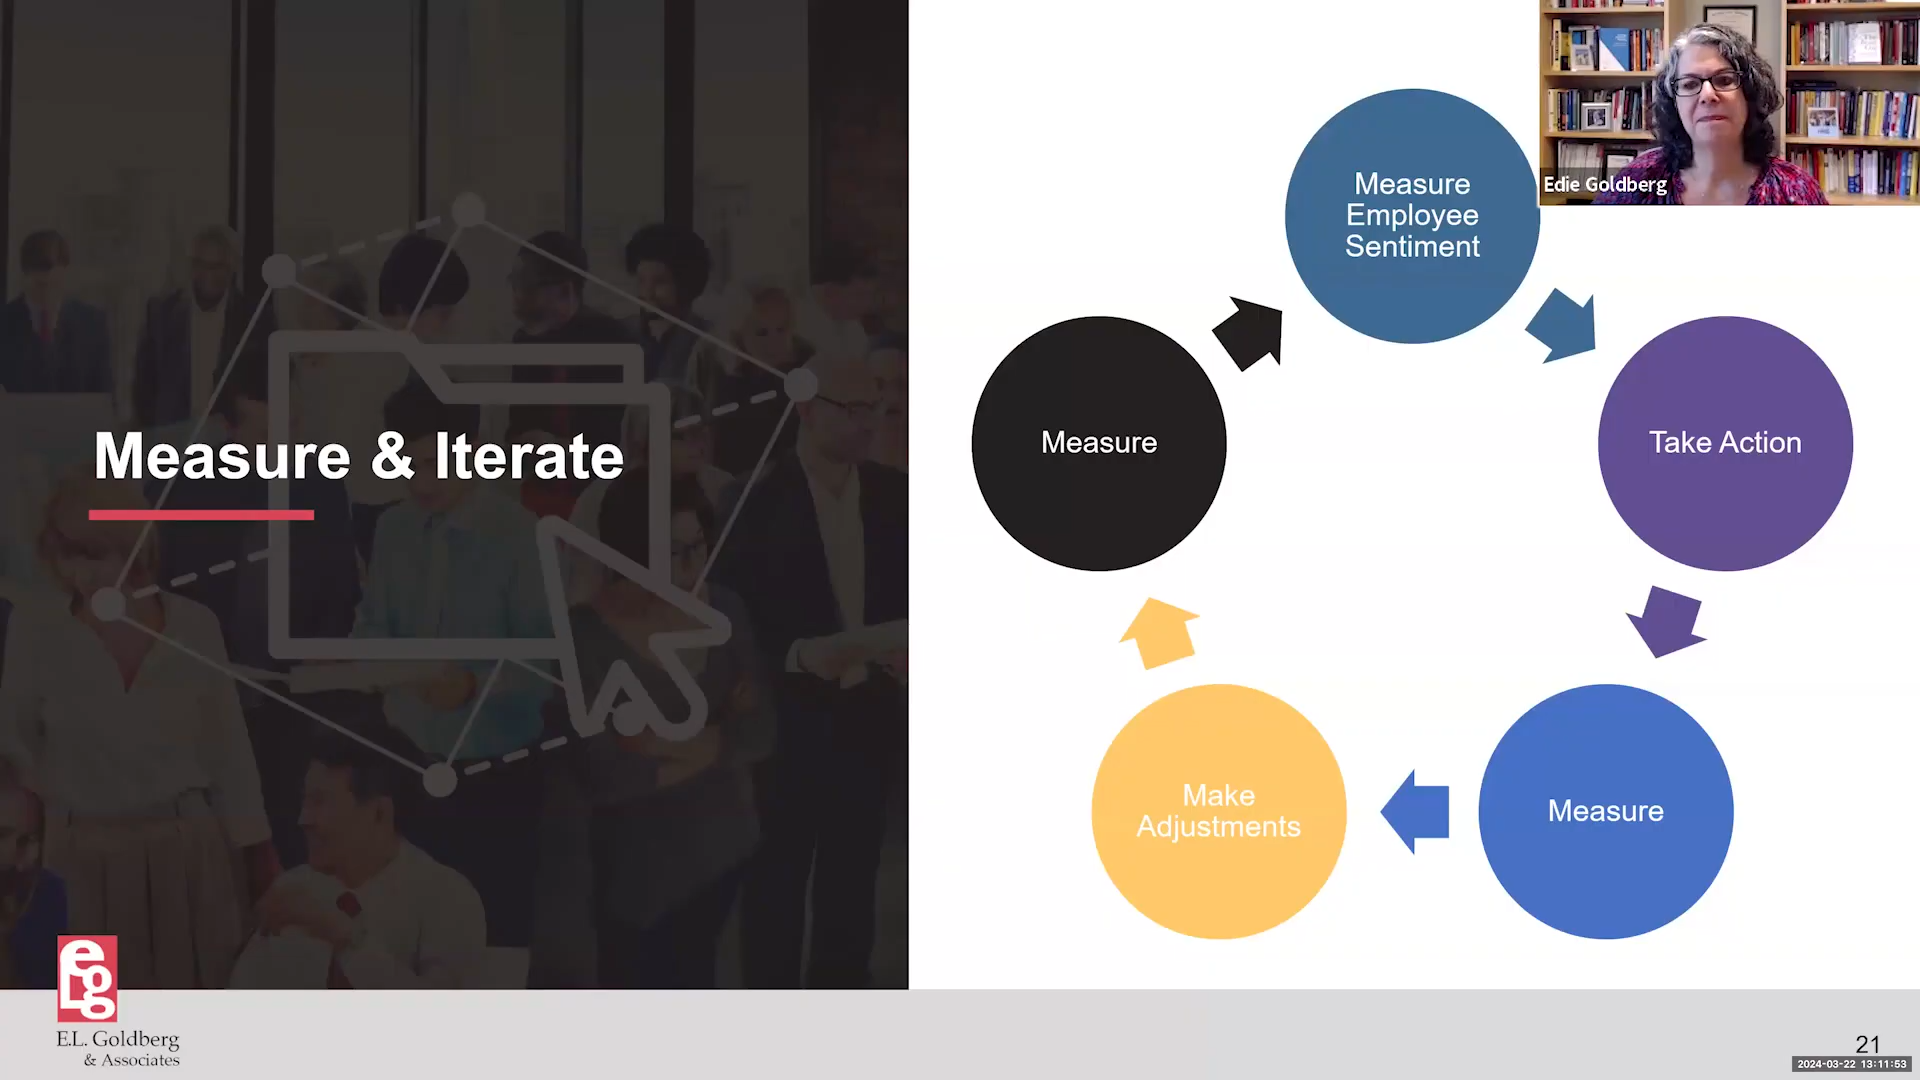 Measure & Iterate
Measure
Employee
Sentiment
Take Action
Measure
Make
Adjustments
Measure
Edie Goldberg
elgg
E.L. Goldberg
& Associates
21
2024-03-22 13:11:53